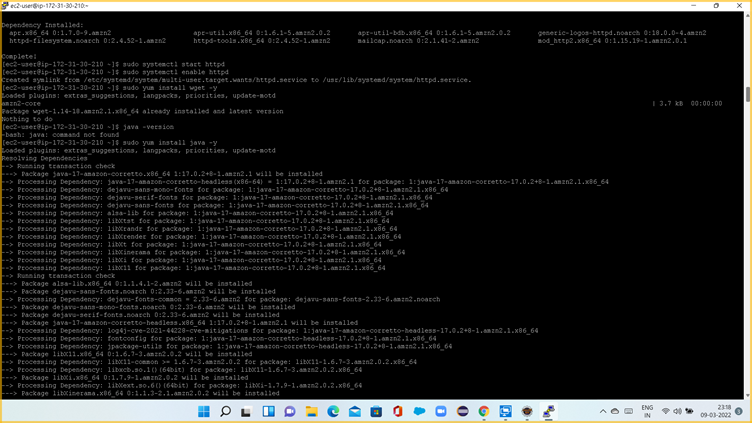 ec2-user@ip-172-31-30-210:~
Dependency Installed:
apr.x86_64 0:1.7.0-9.amzn2 apr-util.x86_64 0:1.6.1-5.amzn2.0.2 apr-util-bdb.x86_64 0:1.6.1-5.amzn2.0.2 generic-logos-httpd.noarch 0:18.0.0-4.amzn2
httpd-filesystem.noarch 0:2.4.52-1.amzn2 httpd-tools.x86_64 0:2.4.52-1.amzn2 mailcap.noarch 0:2.1.41-2.amzn2 mod_http2.x86_64 0:1.15.19-1.amzn2.0.1
Complete!
[ec2-user@ip-172-31-30-210 ~]$ sudo systemctl start httpd
[ec2-user@ip-172-31-30-210 ~]$ sudo systemctl enable httpd
Created symlink from /etc/systemd/system/multi-user.target.wants/httpd.service to /usr/lib/systemd/system/httpd.service.
[ec2-user@ip-172-31-30-210 ~]$ sudo yum install wget -y
Loaded plugins: extras_suggestions, langpacks, priorities, update-motd
amzn2-core | 3.7 kB 00:00:00
Package wget-1.14-18.amzn2.1.x86_64 already installed and latest version
Nothing to do
[ec2-user@ip-172-31-30-210 ~]$ java -version
-bash: java: command not found
[ec2-user@ip-172-31-30-210 ~]$ sudo yum install java -y
Loaded plugins: extras_suggestions, langpacks, priorities, update-motd
Resolving Dependencies
--> Running transaction check
---> Package java-17-amazon-corretto.x86_64 1:17.0.2+8-1.amzn2.1 will be installed
--> Processing Dependency: java-17-amazon-corretto-headless(x86-64) = 1:17.0.2+8-1.amzn2.1 for package: 1:java-17-amazon-corretto-17.0.2+8-1.amzn2.1.x86_64
--> Processing Dependency: dejavu-sans-mono-fonts for package: 1:java-17-amazon-corretto-17.0.2+8-1.amzn2.1.x86_64
--> Processing Dependency: dejavu-serif-fonts for package: 1:java-17-amazon-corretto-17.0.2+8-1.amzn2.1.x86_64
--> Processing Dependency: dejavu-sans-fonts for package: 1:java-17-amazon-corretto-17.0.2+8-1.amzn2.1.x86_64
--> Processing Dependency: alsa-lib for package: 1:java-17-amazon-corretto-17.0.2+8-1.amzn2.1.x86_64
--> Processing Dependency: libXtst for package: 1:java-17-amazon-corretto-17.0.2+8-1.amzn2.1.x86_64
--> Processing Dependency: libXrandr for package: 1:java-17-amazon-corretto-17.0.2+8-1.amzn2.1.x86_64
--> Processing Dependency: libXrender for package: 1:java-17-amazon-corretto-17.0.2+8-1.amzn2.1.x86_64
--> Processing Dependency: libXt for package: 1:java-17-amazon-corretto-17.0.2+8-1.amzn2.1.x86_64
--> Processing Dependency: libXinerama for package: 1:java-17-amazon-corretto-17.0.2+8-1.amzn2.1.x86_64
--> Processing Dependency: libXi for package: 1:java-17-amazon-corretto-17.0.2+8-1.amzn2.1.x86_64
--> Processing Dependency: libX11 for package: 1:java-17-amazon-corretto-17.0.2+8-1.amzn2.1.x86_64
--> Running transaction check
---> Package alsa-lib.x86_64 0:1.1.4.1-2.amzn2 will be installed
---> Package dejavu-sans-fonts.noarch 0:2.33-6.amzn2 will be installed
--> Processing Dependency: dejavu-fonts-common = 2.33-6.amzn2 for package: dejavu-sans-fonts-2.33-6.amzn2.noarch
---> Package dejavu-sans-mono-fonts.noarch 0:2.33-6.amzn2 will be installed
---> Package dejavu-serif-fonts.noarch 0:2.33-6.amzn2 will be installed
---> Package java-17-amazon-corretto-headless.x86_64 1:17.0.2+8-1.amzn2.1 will be installed
--> Processing Dependency: log4j-cve-2021-44228-cve-mitigations for package: 1:java-17-amazon-corretto-headless-17.0.2+8-1.amzn2.1.x86_64
--> Processing Dependency: fontconfig for package: 1:java-17-amazon-corretto-headless-17.0.2+8-1.amzn2.1.x86_64
--> Processing Dependency: jpackage-utils for package: 1:java-17-amazon-corretto-headless-17.0.2+8-1.amzn2.1.x86_64
---> Package libX11.x86_64 0:1.6.7-3.amzn2.0.2 will be installed
--> Processing Dependency: libX11-common >= 1.6.7-3.amzn2.0.2 for package: libX11-1.6.7-3.amzn2.0.2.x86_64
--> Processing Dependency: libxcb.so.1()(64bit) for package: libX11-1.6.7-3.amzn2.0.2.x86_64
---> Package libXi.x86_64 0:1.7.9-1.amzn2.0.2 will be installed
--> Processing Dependency: libXext.so.6()(64bit) for package: libXi-1.7.9-1.amzn2.0.2.x86_64
---> Package libXinerama.x86_64 0:1.1.3-2.1.amzn2.0.2 will be installed
ENG
IN
23:18
09-03-2022